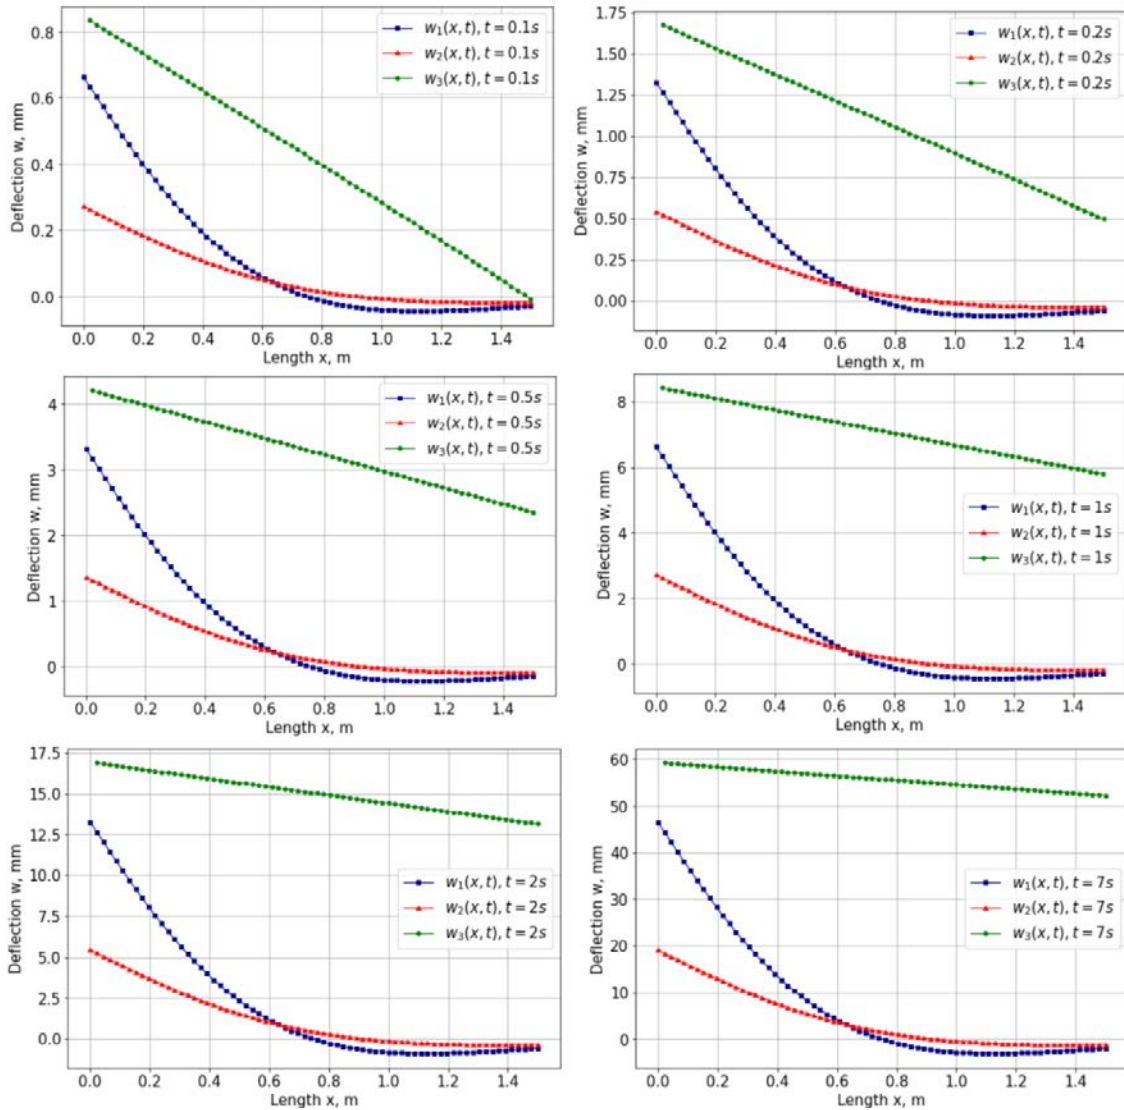 0.8
0.6
0.4
0.2
0.0
Deflection w, mm
w₁(x, t), t = 0.1s
w₂(x, t), t = 0.1s
w₃(x, t), t = 0.1s
0.0 0.2 0.4 0.6 0.8 1.0 1.2 1.4
Length x, m
1.75
1.50
1.25
1.00
0.75
0.50
0.25
0.00
Deflection w, mm
w₁(x, t), t = 0.2s
w₂(x, t), t = 0.2s
w₃(x, t), t = 0.2s
0.0 0.2 0.4 0.6 0.8 1.0 1.2 1.4
Length x, m
4
3
2
1
0
Deflection w, mm
w₁(x, t), t = 0.5s
w₂(x, t), t = 0.5s
w₃(x, t), t = 0.5s
0.0 0.2 0.4 0.6 0.8 1.0 1.2 1.4
Length x, m
8
6
4
2
0
Deflection w, mm
w₁(x, t), t = 1s
w₂(x, t), t = 1s
w₃(x, t), t = 1s
0.0 0.2 0.4 0.6 0.8 1.0 1.2 1.4
Length x, m
17.5
15.0
12.5
10.0
7.5
5.0
2.5
0.0
Deflection w, mm
w₁(x, t), t = 2s
w₂(x, t), t = 2s
w₃(x, t), t = 2s
0.0 0.2 0.4 0.6 0.8 1.0 1.2 1.4
Length x, m
60
50
40
30
20
10
0
Deflection w, mm
w₁(x, t), t = 7s
w₂(x, t), t = 7s
w₃(x, t), t = 7s
0.0 0.2 0.4 0.6 0.8 1.0 1.2 1.4
Length x, m